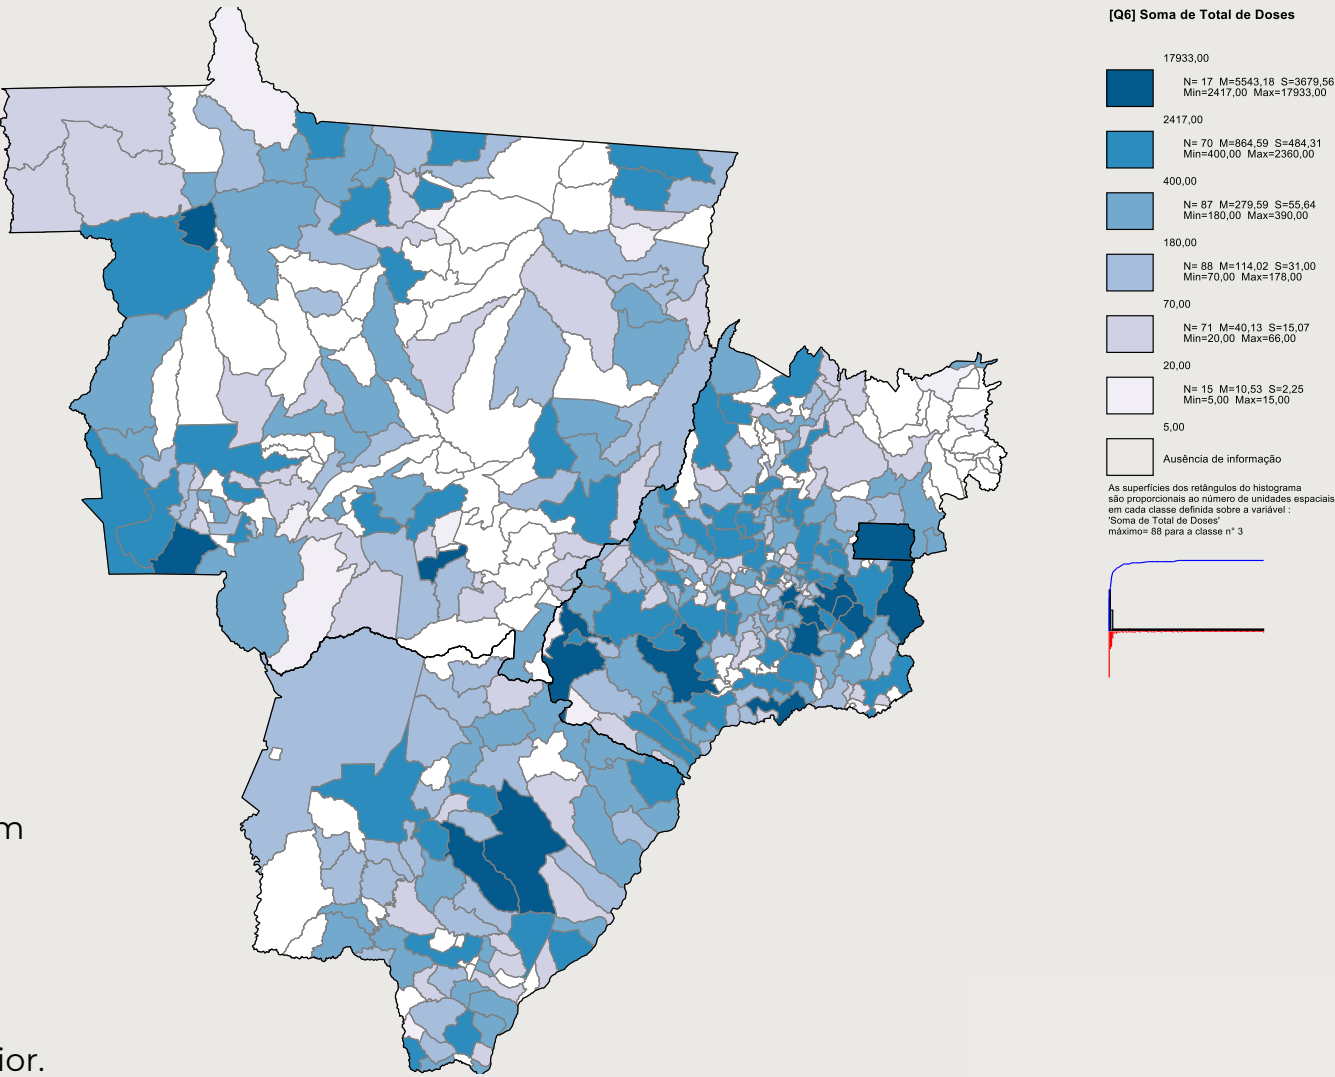 [Q6] Soma de Total de Doses
17933,00
N= 17 M=5543,18 S=3679,56
Min=2417,00 Max=17933,00
2417,00
N= 70 M=864,59 S=484,31
Min=400,00 Max=2360,00
400,00
N= 87 M=279,59 S=55,64
Min=180,00 Max=390,00
180,00
N= 88 M=114,02 S=31,00
Min=70,00 Max=178,00
70,00
N= 71 M=40,13 S=15,07
Min=20,00 Max=66,00
20,00
N= 15 M=10,53 S=2,25
Min=5,00 Max=15,00
5,00
Ausência de informação
As superfícies dos retângulos do histograma
são proporcionais ao número de unidades espaciais
em cada classe definida sobre a variável :
'Soma de Total de Doses'
máximo= 88 para a classe n° 3
m
ior.